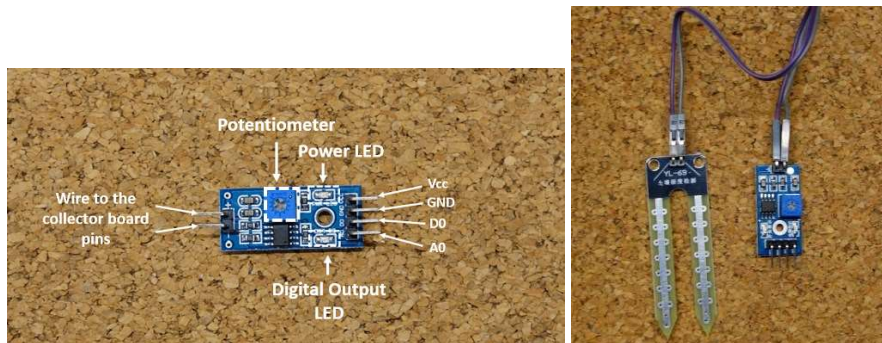 Potentiometer
Power LED
Wire to the
collector board
pins
Vcc
GND
D0
A0
Digital Output
LED
YL-69